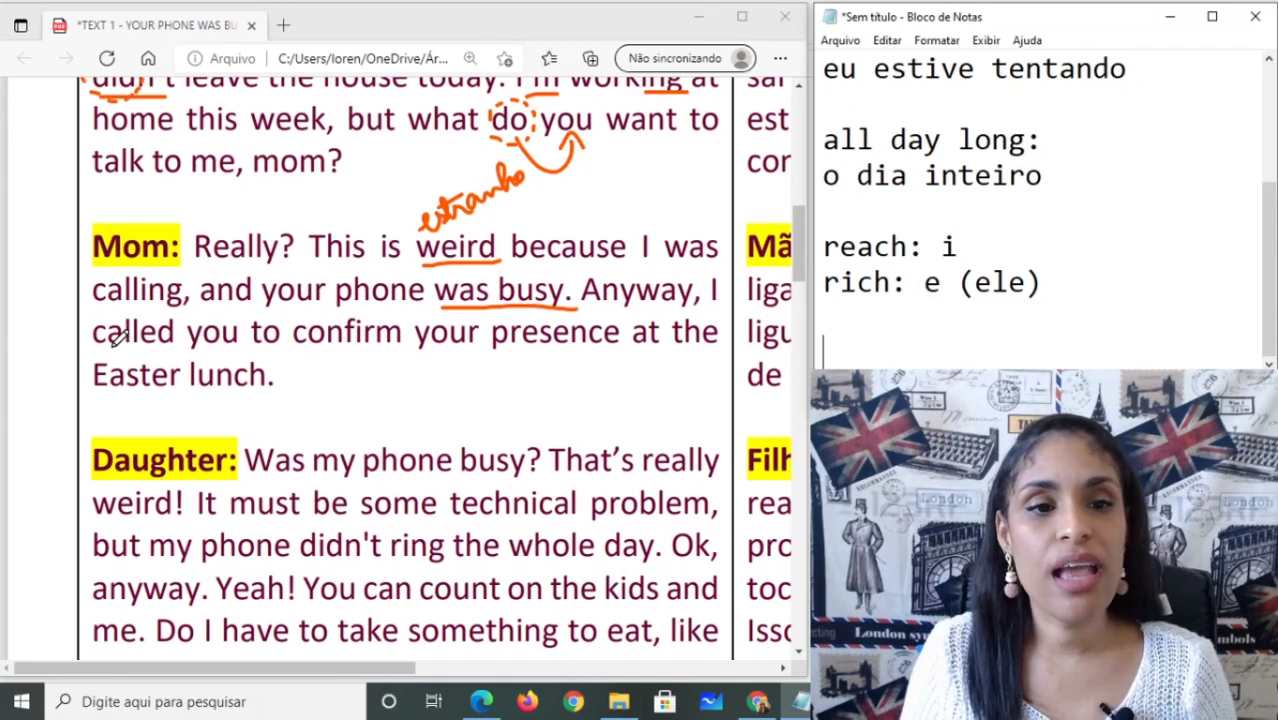 *TEXT 1 - YOUR PHONE WAS BU
Arquivo
C:/Users/loren/OneDrive/Ár...
Não sincronizando
didn't leave the house today. I'm working at
home this week, but what do you want to
talk to me, mom?
estranho
Mom: Really? This is weird because I was
calling, and your phone was busy. Anyway, I
called you to confirm your presence at the
Easter lunch.
Daughter: Was my phone busy? That's really
weird! It must be some technical problem,
but my phone didn't ring the whole day. Ok,
anyway. Yeah! You can count on the kids and
me. Do I have to take something to eat, like
est
con
Mã
liga
ligu
de
Filh
rea
pro
toc
Isso
Digite aqui para pesquisar
*Sem título - Bloco de Notas
Arquivo Editar Formatar Exibir Ajuda
eu estive tentando
all day long:
o dia inteiro
reach: i
rich: e (ele)
London
London
London sy
mbols